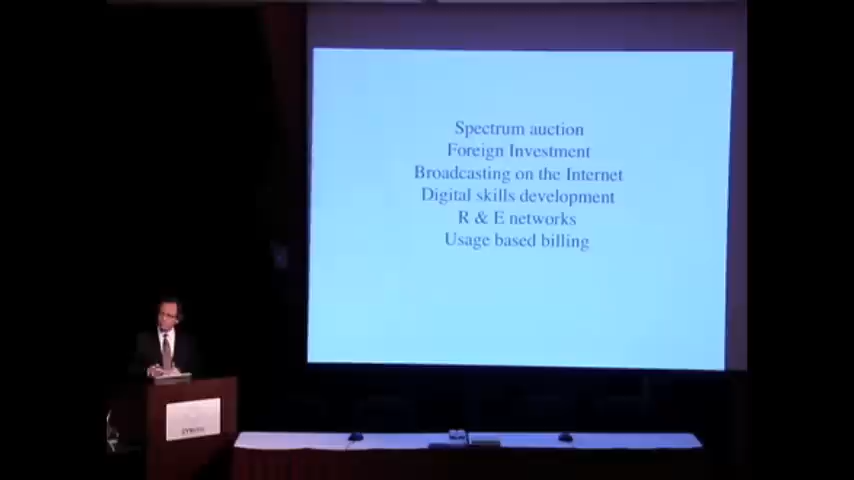 Spectrum auction
Foreign Investment
Broadcasting on the Internet
Digital skills development
R & E networks
Usage based billing